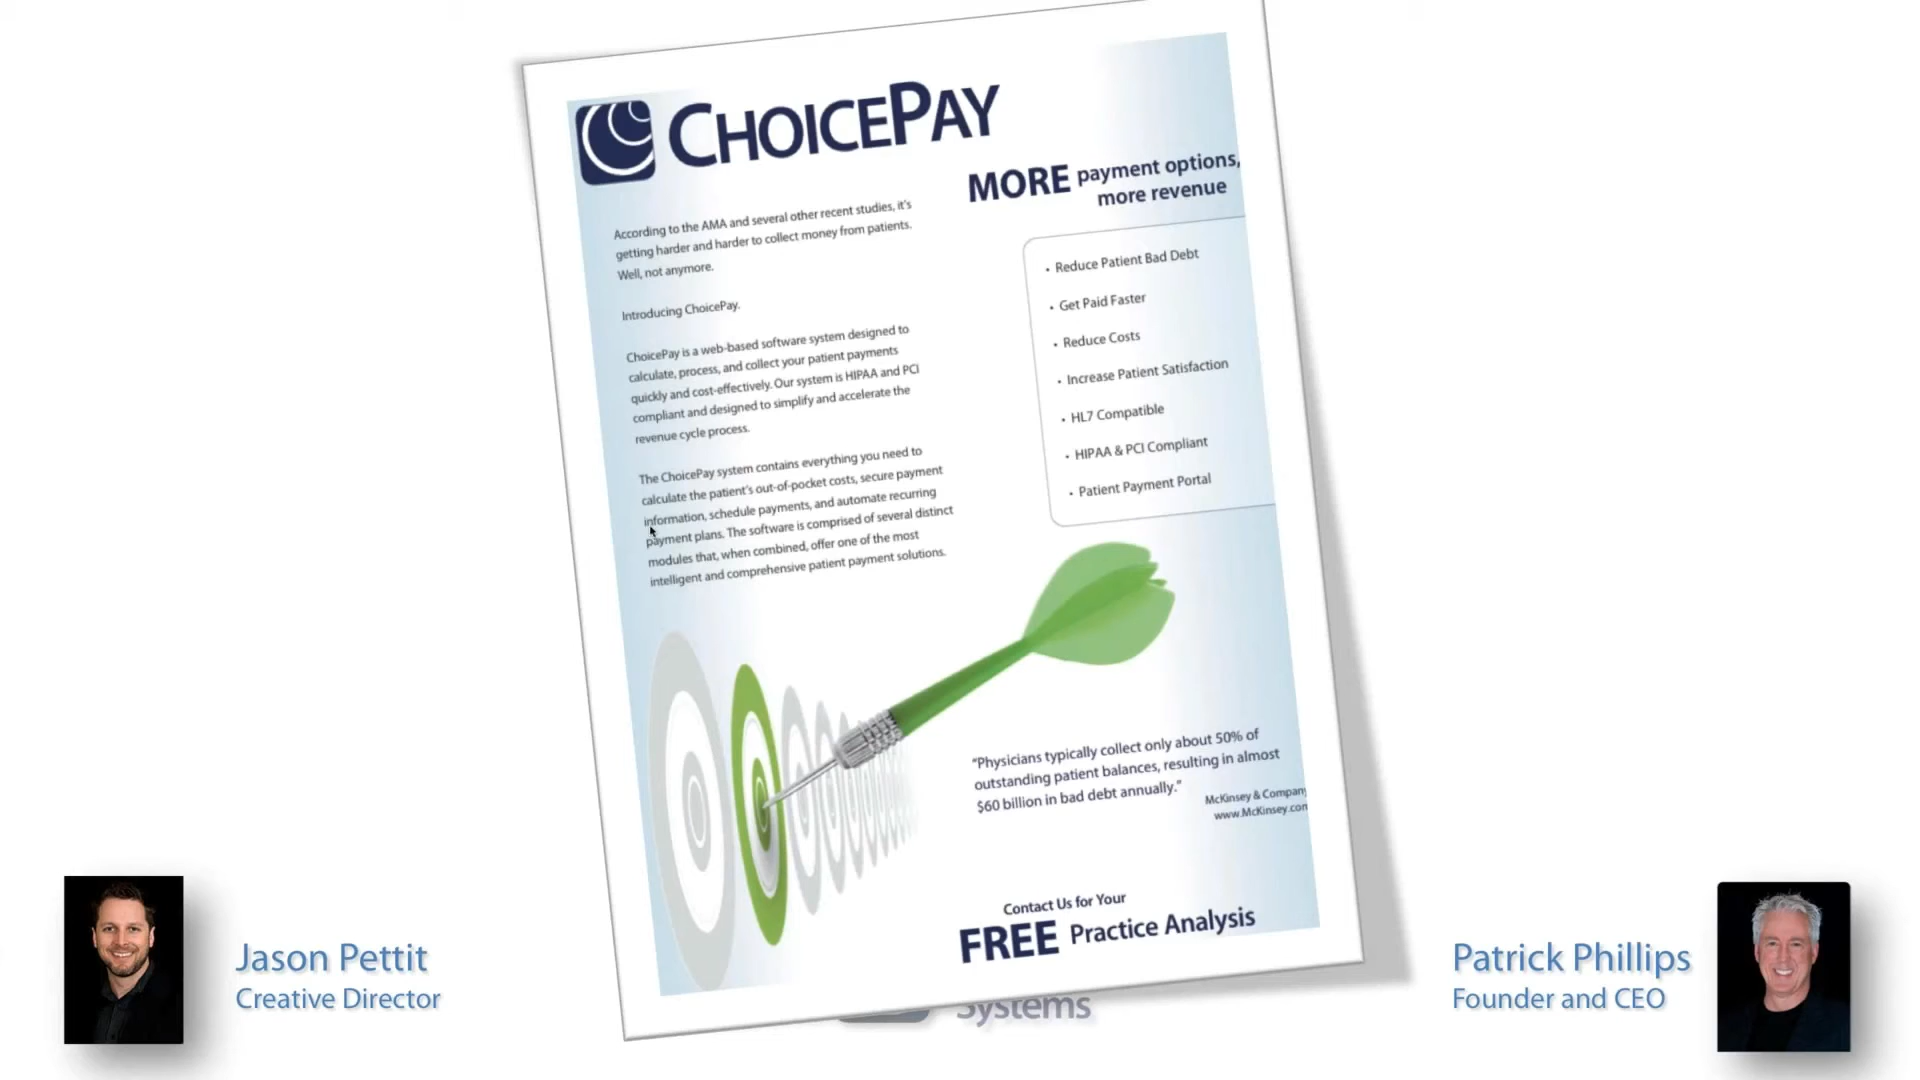 CHOICEPAY
MORE payment options,
more revenue
According to the AMA and several other recent studies, it's
getting harder and harder to collect money from patients.
Well, not anymore.
Introducing ChoicePay.
ChoicePay is a web-based software system designed to
calculate, process, and collect your patient payments
quickly and cost-effectively. Our system is HIPAA and PCI
compliant and designed to simplify and accelerate the
revenue cycle process.
The ChoicePay system contains everything you need to
calculate the patient's out-of-pocket costs, secure payment
information, schedule payments, and automate recurring
payment plans. The software is comprised of several distinct
modules that, when combined, offer one of the most
intelligent and comprehensive patient payment solutions.
• Reduce Patient Bad Debt
• Get Paid Faster
• Reduce Costs
• Increase Patient Satisfaction
• HL7 Compatible
• HIPAA & PCI Compliant
• Patient Payment Portal
"Physicians typically collect only about 50% of
outstanding patient balances, resulting in almost
$60 billion in bad debt annually."
McKinsey & Company
www.McKinsey.com
Contact Us for Your
FREE Practice Analysis
Jason Pettit
Creative Director
Patrick Phillips
Founder and CEO
Systems